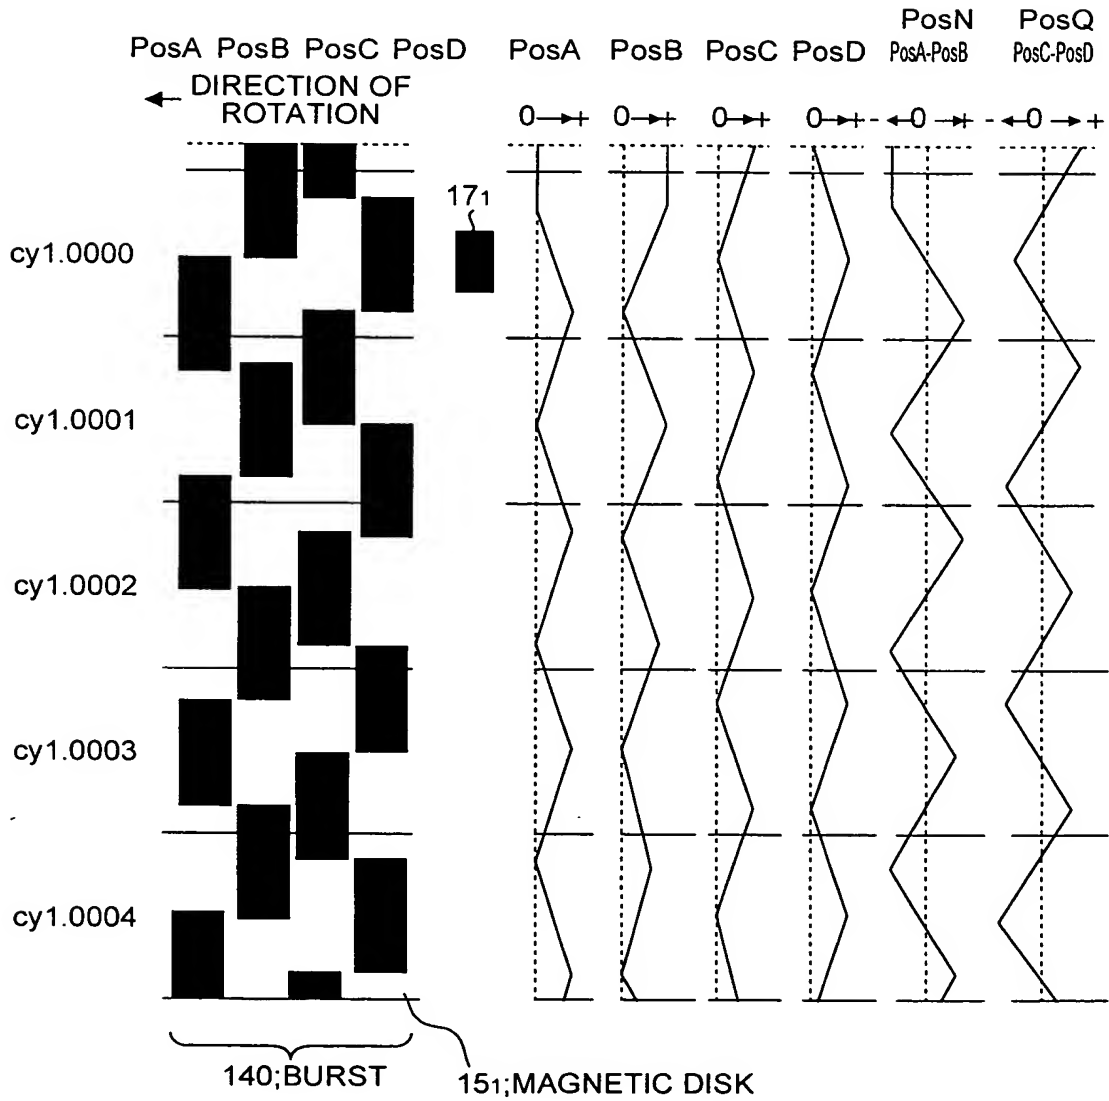 PosN PosQ
PosA PosB PosC PosD PosA PosB PosC PosD PosA-PosB PosC-PosD
DIRECTION OF
ROTATION
0 + 0 + 0 + 0 + - 0 + - 0 +
17₁
cy1.0000
cy1.0001
cy1.0002
cy1.0003
cy1.0004
140;BURST 15₁;MAGNETIC DISK